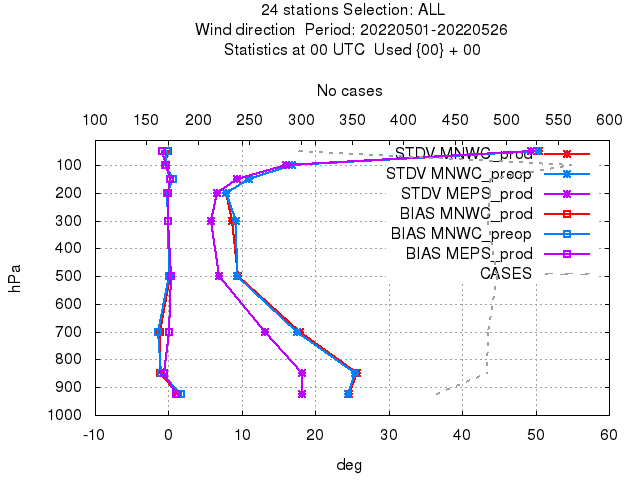 24 stations Selection: ALL
Wind direction  Period: 20220501-20220526
Statistics at 00 UTC  Used {00} + 00
No cases
100 150 200 250 300 350 400 450 500 550 600
STDV MNWC_prod
STDV MNWC_preop
STDV MEPS_prod
BIAS MNWC_prod
BIAS MNWC_preop
BIAS MEPS_prod
CASES
hPa
100
200
300
400
500
600
700
800
900
1000
-10 0 10 20 30 40 50 60
deg